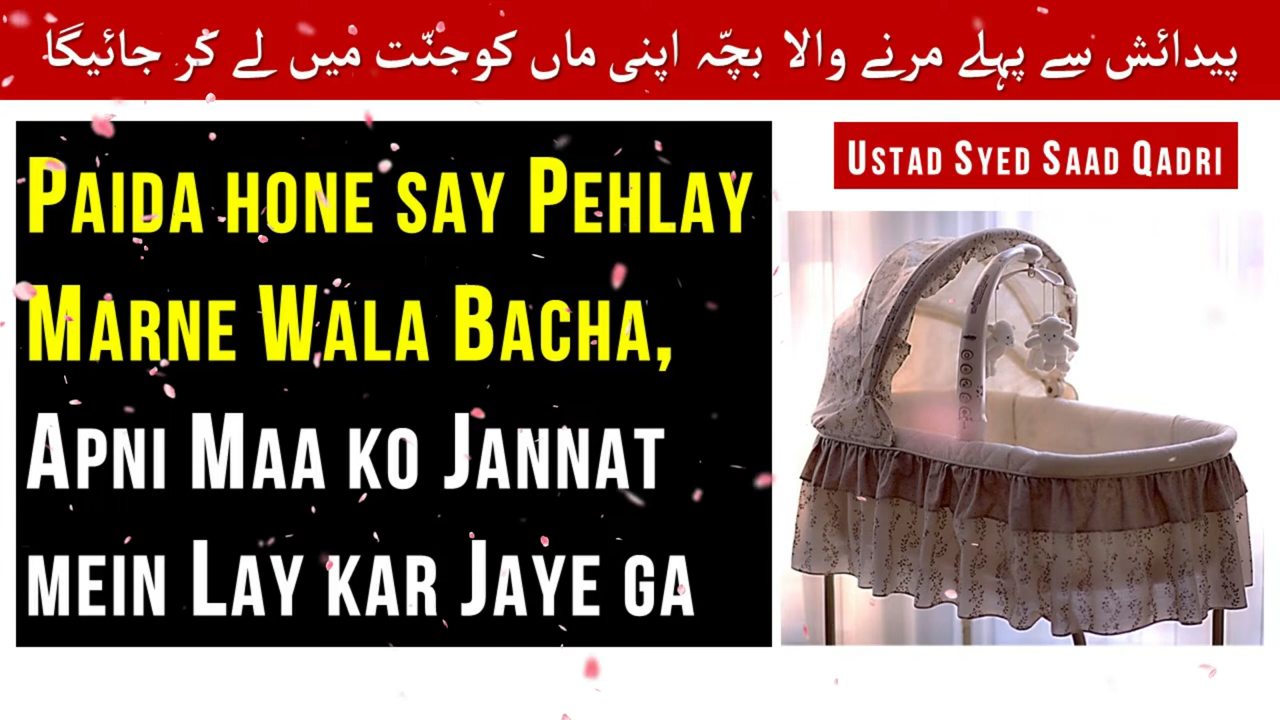 پیدائش سے پہلے مرنے والا بچّہ اپنی ماں کو جنّت میں لے کر جائیگا
PAIDA HONE SAY PEHLAY
MARNE WALA BACHA,
APNI MAA KO JANNAT
MEIN LAY KAR JAYE GA
USTAD SYED SAAD QADRI